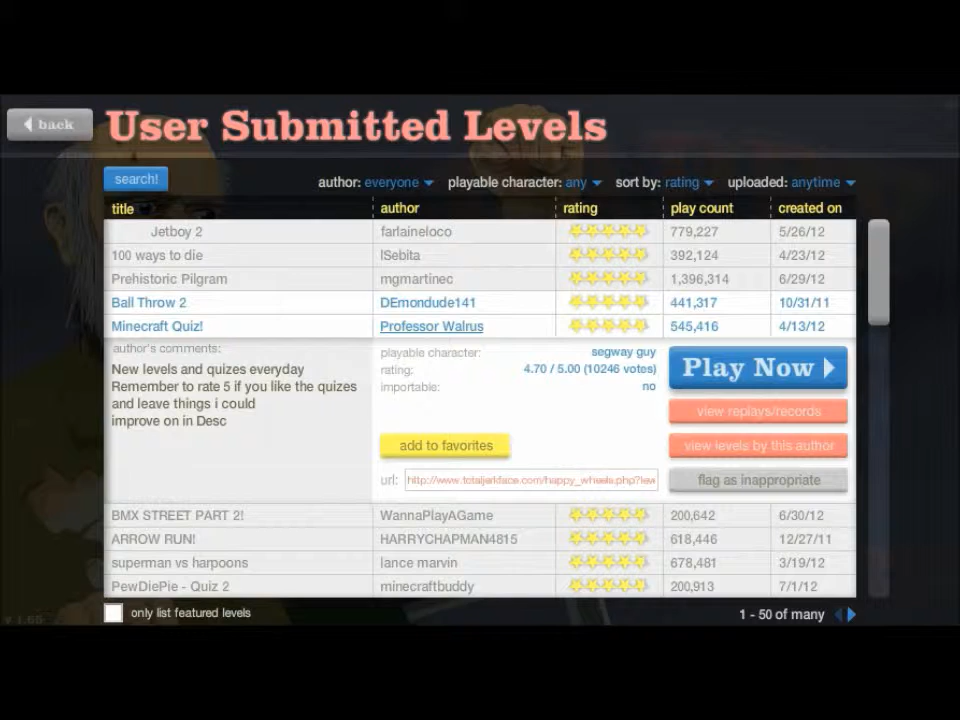 back
User Submitted Levels
search!
author: everyone playable character: any sort by: rating uploaded: anytime
title author rating play count created on
Jetboy 2 farlaineloco 779,227 5/26/12
100 ways to die ISebita 392,124 4/23/12
Prehistoric Pilgram mgmartinec 1,396,314 6/29/12
Ball Throw 2 DEmondude141 441,317 10/31/11
Minecraft Quiz! Professor Walrus 545,416 4/13/12
author's comments:
New levels and quizes everyday
Remember to rate 5 if you like the quizes
and leave things i could
improve on in Desc
playable character: segway guy
rating: 4.70 / 5.00 (10246 votes)
importable: no
add to favorites
url: http://www.totaljerkface.com/happy_wheels.php?lev
Play Now
view replays/records
view levels by this author
flag as inappropriate
BMX STREET PART 2! WannaPlayAGame 200,642 6/30/12
ARROW RUN! HARRYCHAPMAN4815 618,446 12/27/11
superman vs harpoons lance marvin 678,481 3/19/12
PewDiePie - Quiz 2 minecraftbuddy 200,913 7/1/12
only list featured levels
1 - 50 of many